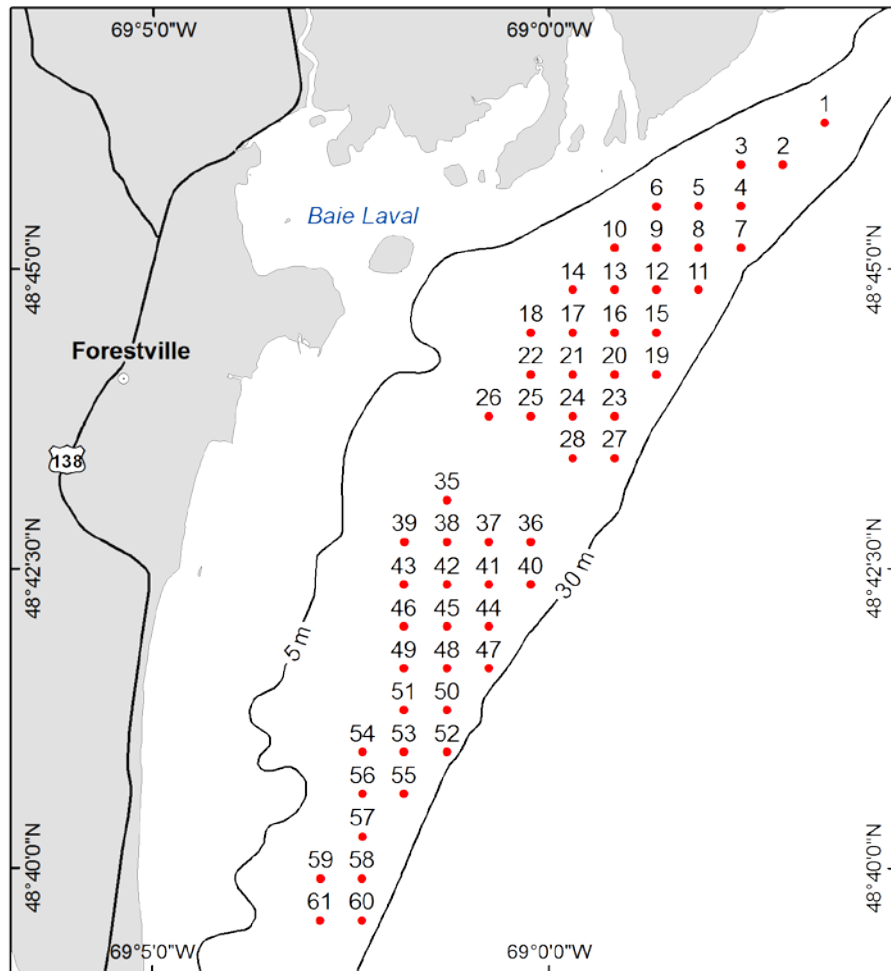 69°5'0"W 69°0'0"W
1
3 2
6 5 4
Baie Laval
10 9 8 7
48°45'0"N 48°45'0"N
14 13 12 11
18 17 16 15
Forestville
22 21 20 19
26 25 24 23
28 27
138
35
39 38 37 36
48°42'30"N 48°42'30"N
43 42 41 40
30 m
46 45 44
5 m
49 48 47
51 50
54 53 52
56 55
57
48°40'0"N 48°40'0"N
59 58
61 60
69°5'0"W 69°0'0"W